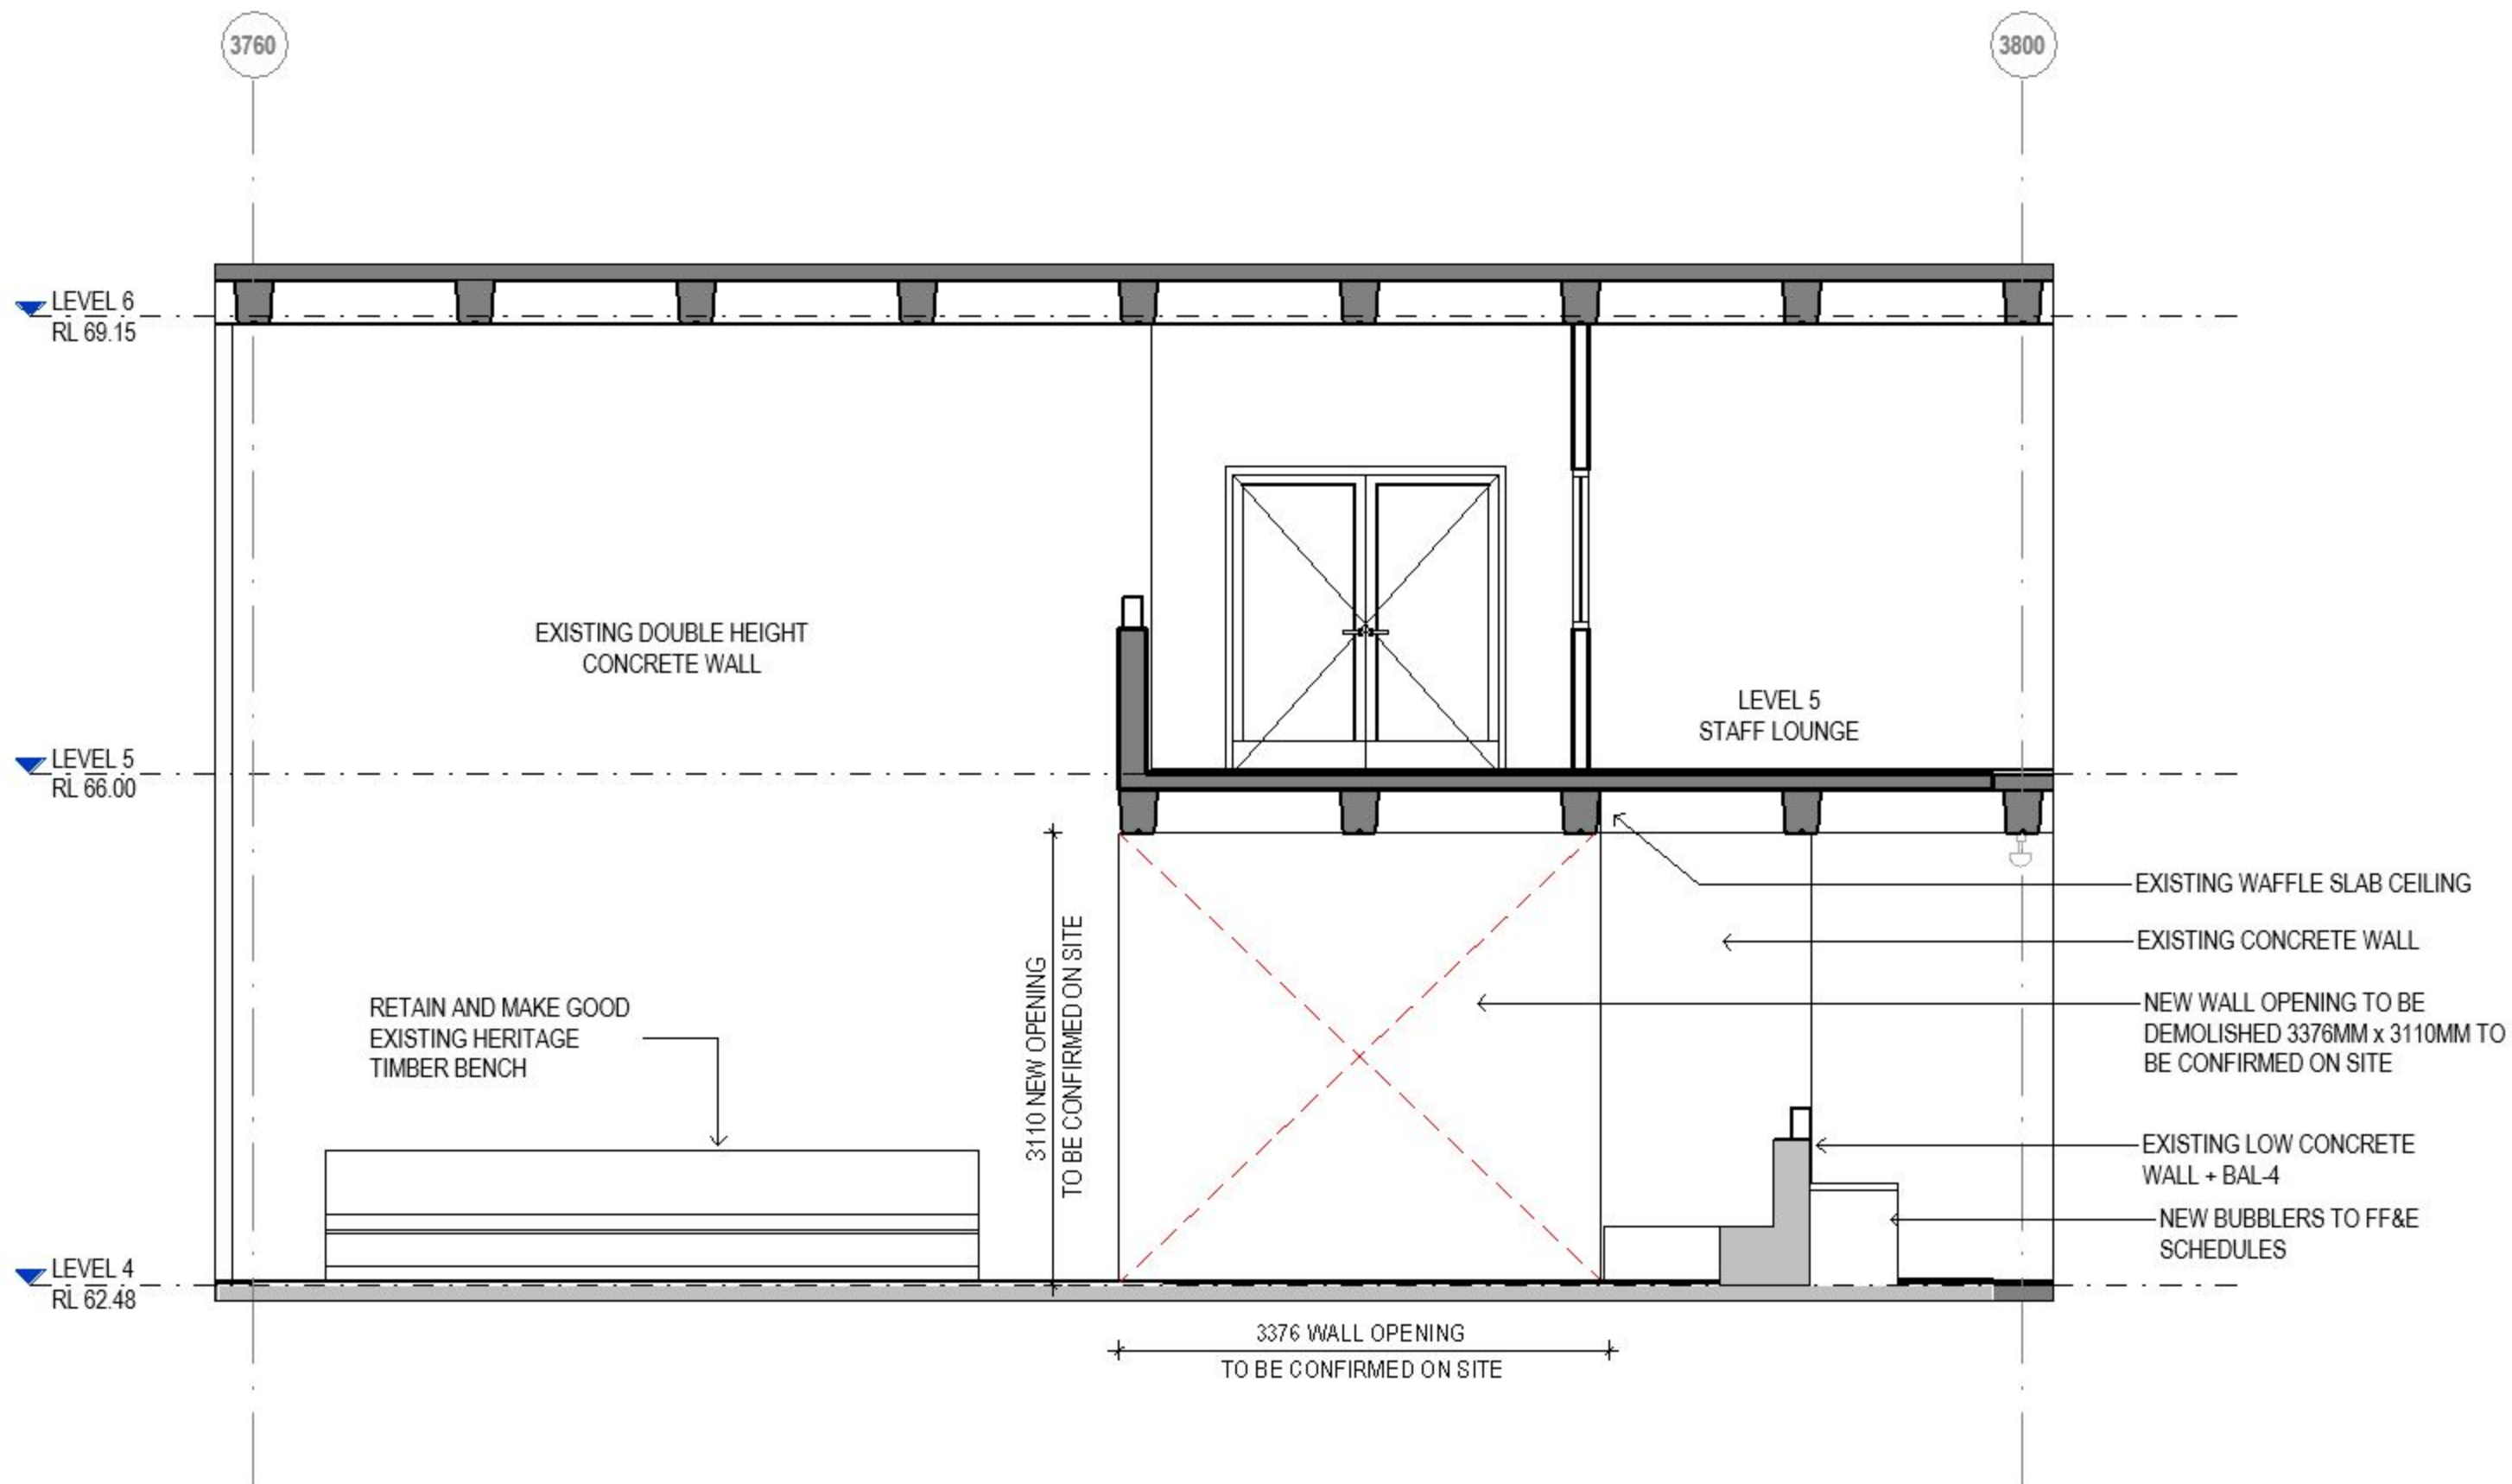 3760
3800
LEVEL 6
RL 69.15
EXISTING DOUBLE HEIGHT
CONCRETE WALL
LEVEL 5
STAFF LOUNGE
LEVEL 5
RL 66.00
EXISTING WAFFLE SLAB CEILING
EXISTING CONCRETE WALL
NEW WALL OPENING TO BE
DEMOLISHED 3376MM x 3110MM TO
BE CONFIRMED ON SITE
RETAIN AND MAKE GOOD
EXISTING HERITAGE
TIMBER BENCH
3110 NEW OPENING
TO BE CONFIRMED ON SITE
EXISTING LOW CONCRETE
WALL + BAL-4
NEW BUBBLERS TO FF&E
SCHEDULES
LEVEL 4
RL 62.48
3376 WALL OPENING
TO BE CONFIRMED ON SITE